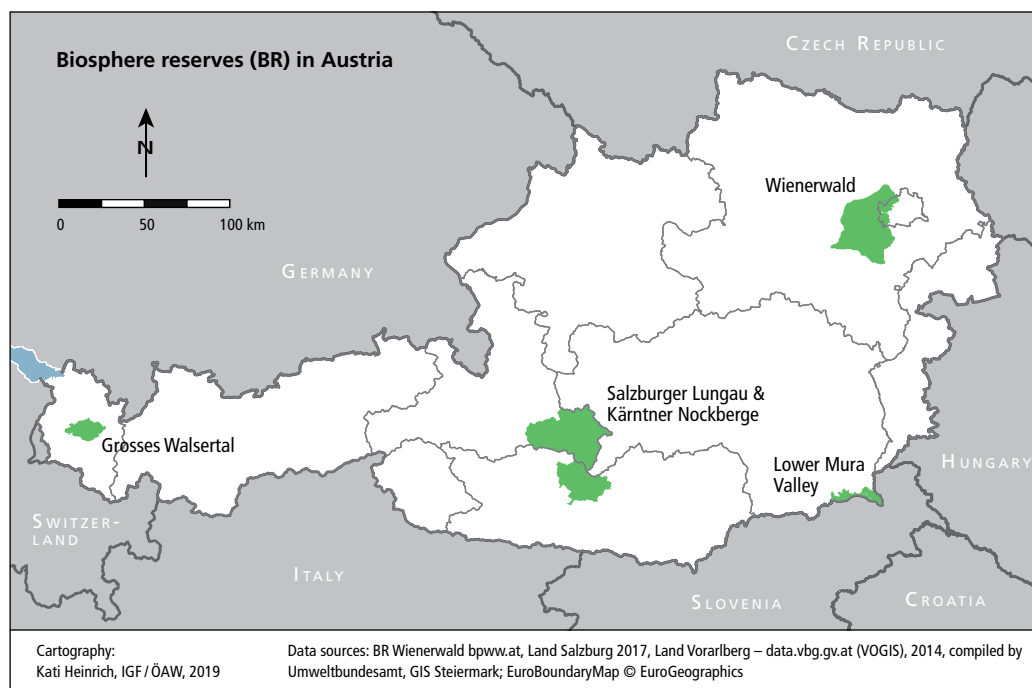 Biosphere reserves (BR) in Austria
N
0 50 100 km
CZECH REPUBLIC
Wienerwald
GERMANY
Salzburger Lungau &
Kärntner Nockberge
Grosses Walsertal
Lower Mura
Valley
HUNGARY
SWITZER-
LAND
ITALY
SLOVENIA
CROATIA
Cartography:
Kati Heinrich, IGF / ÖAW, 2019
Data sources: BR Wienerwald bpww.at, Land Salzburg 2017, Land Vorarlberg – data.vbg.gv.at (VOGIS), 2014, compiled by
Umweltbundesamt, GIS Steiermark; EuroBoundaryMap © EuroGeographics